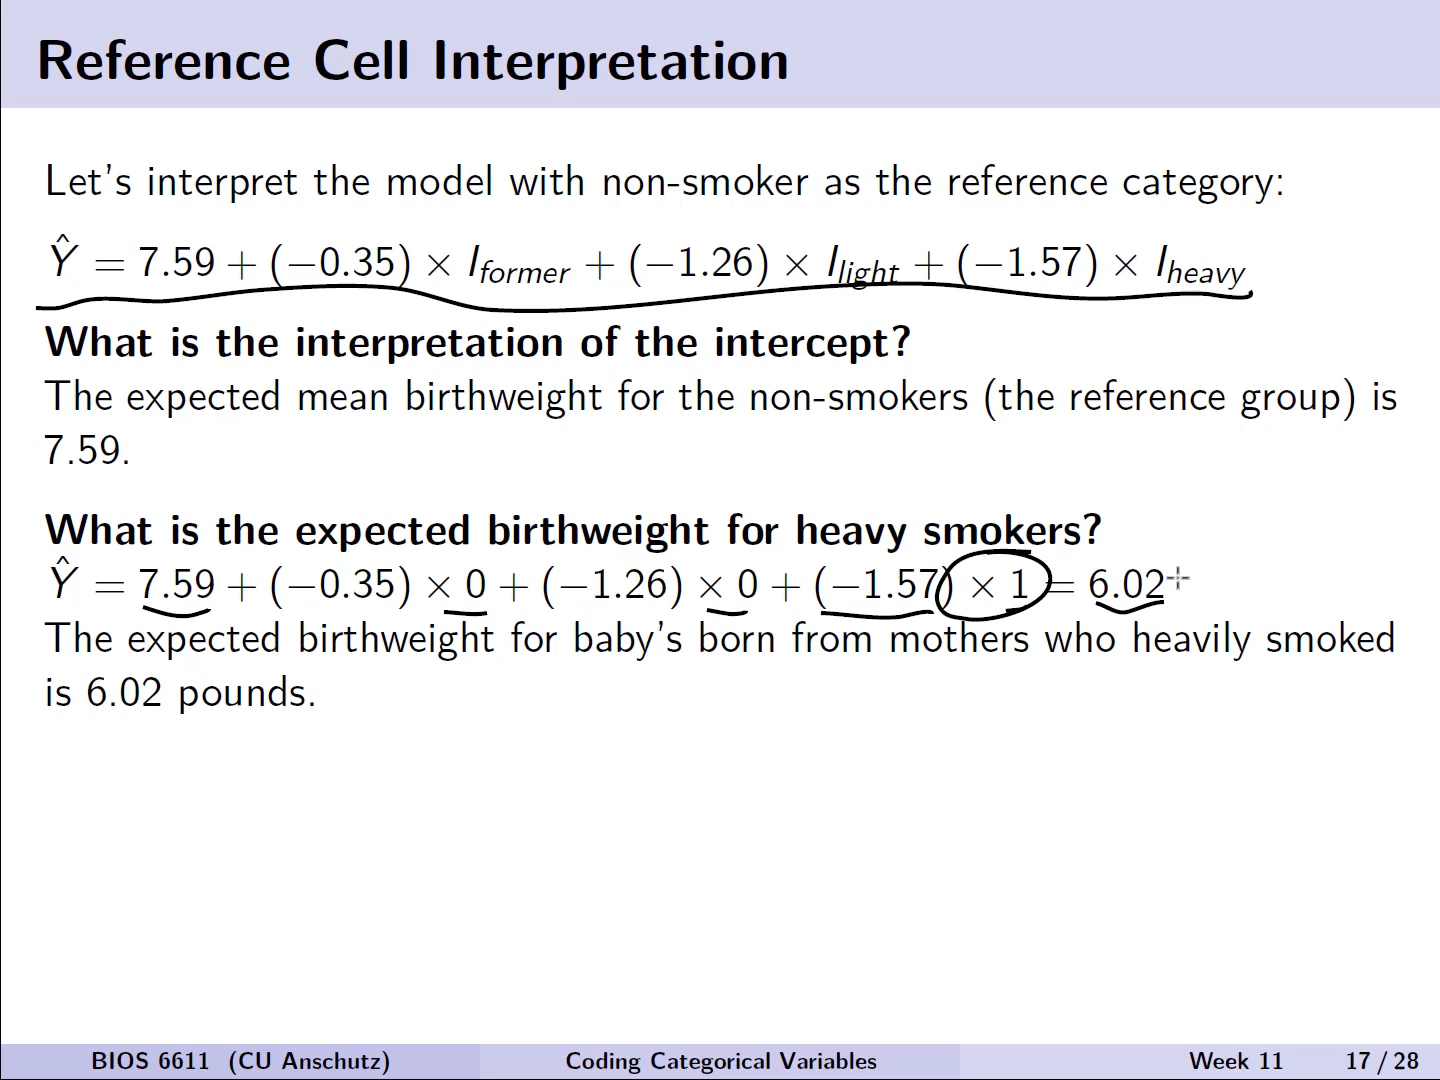 Reference Cell Interpretation
Let's interpret the model with non-smoker as the reference category:
Ŷ = 7.59 + (−0.35) × I_former + (−1.26) × I_light + (−1.57) × I_heavy
What is the interpretation of the intercept?
The expected mean birthweight for the non-smokers (the reference group) is
7.59.
What is the expected birthweight for heavy smokers?
Ŷ = 7.59 + (−0.35) × 0 + (−1.26) × 0 + (−1.57) × 1 = 6.02
The expected birthweight for baby's born from mothers who heavily smoked
is 6.02 pounds.
BIOS 6611 (CU Anschutz) Coding Categorical Variables Week 11 17 / 28